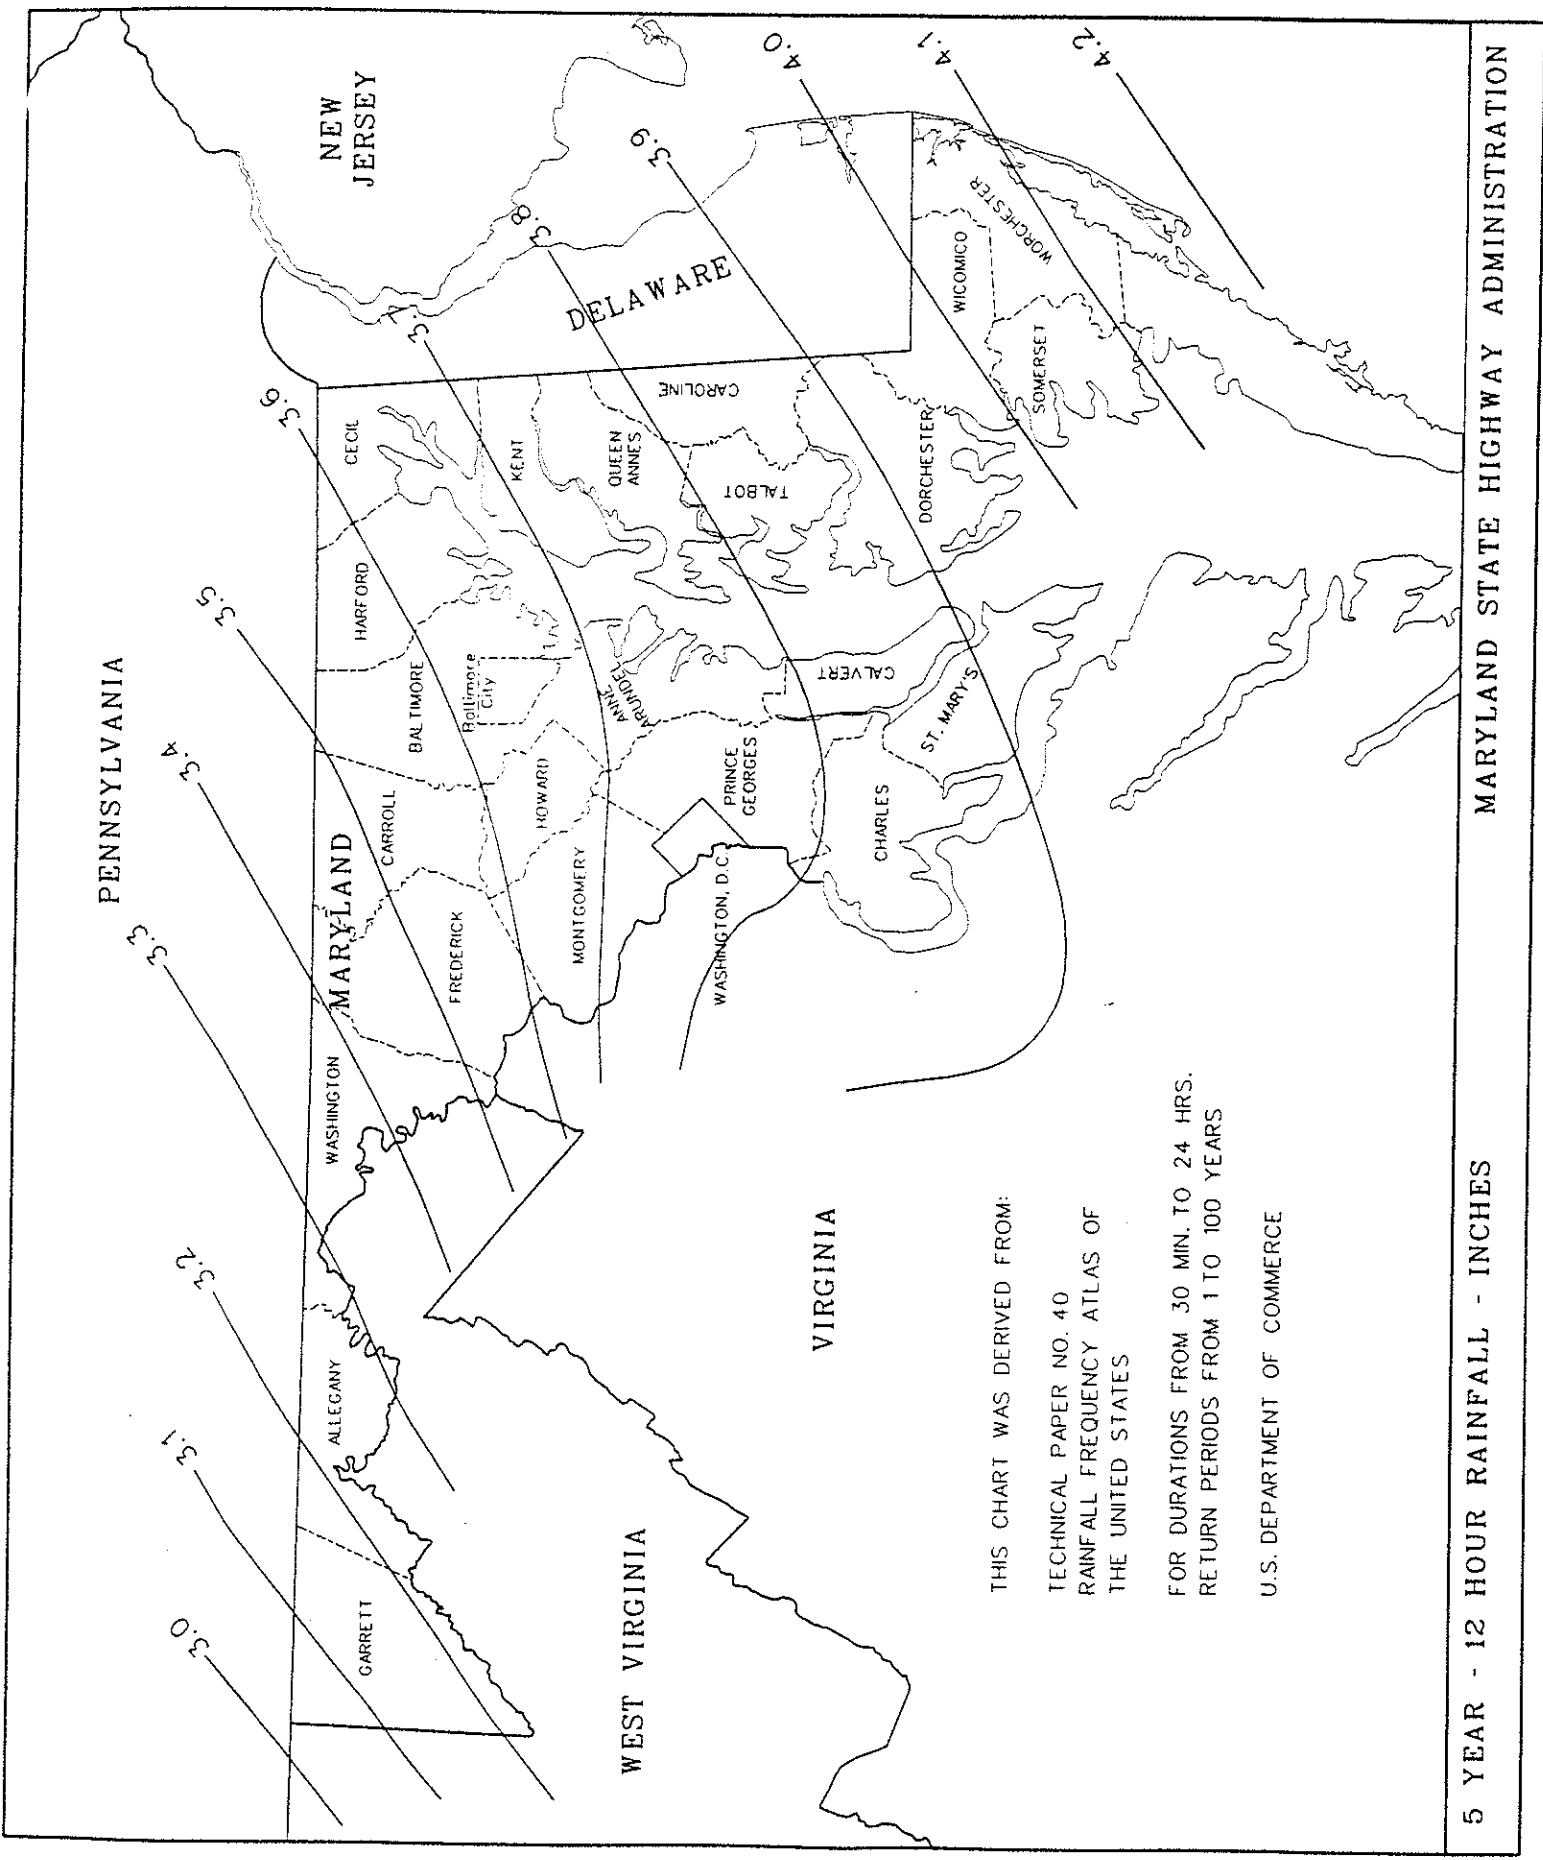 PENNSYLVANIA
NEW
JERSEY
MARYLAND
DELAWARE
WEST VIRGINIA
VIRGINIA
3.0
3.1
3.2
3.3
3.4
3.5
3.6
3.7
3.8
3.9
4.0
4.1
4.2
GARRETT
ALLEGANY
WASHINGTON
FREDERICK
CARROLL
BALTIMORE
Baltimore
City
HARFORD
CECIL
MONTGOMERY
HOWARD
ANNE
ARUNDEL
KENT
QUEEN
ANNES
CAROLINE
TALBOT
WASHINGTON, D.C.
PRINCE
GEORGES
CHARLES
CALVERT
ST. MARY'S
DORCHESTER
WICOMICO
SOMERSET
WORCHESTER
THIS CHART WAS DERIVED FROM:
TECHNICAL PAPER NO. 40
RAINFALL FREQUENCY ATLAS OF
THE UNITED STATES
FOR DURATIONS FROM 30 MIN. TO 24 HRS.
RETURN PERIODS FROM 1 TO 100 YEARS
U.S. DEPARTMENT OF COMMERCE
5 YEAR - 12 HOUR RAINFALL - INCHES
MARYLAND STATE HIGHWAY ADMINISTRATION